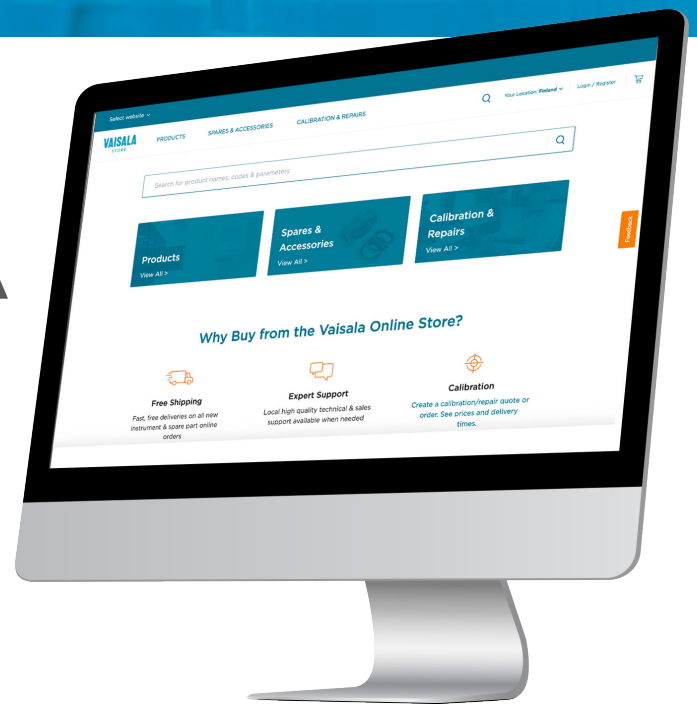 Select website
Your Location: Finland
Login / Register
VAISALA
STORE
PRODUCTS
SPARES & ACCESSORIES
CALIBRATION & REPAIRS
Search for product names, codes & parameters
Products
View All >
Spares &
Accessories
View All >
Calibration &
Repairs
View All >
Feedback
Why Buy from the Vaisala Online Store?
Free Shipping
Fast, free deliveries on all new
instrument & spare part online
orders
Expert Support
Local high quality technical & sales
support available when needed
Calibration
Create a calibration/repair quote or
order. See prices and delivery
times.